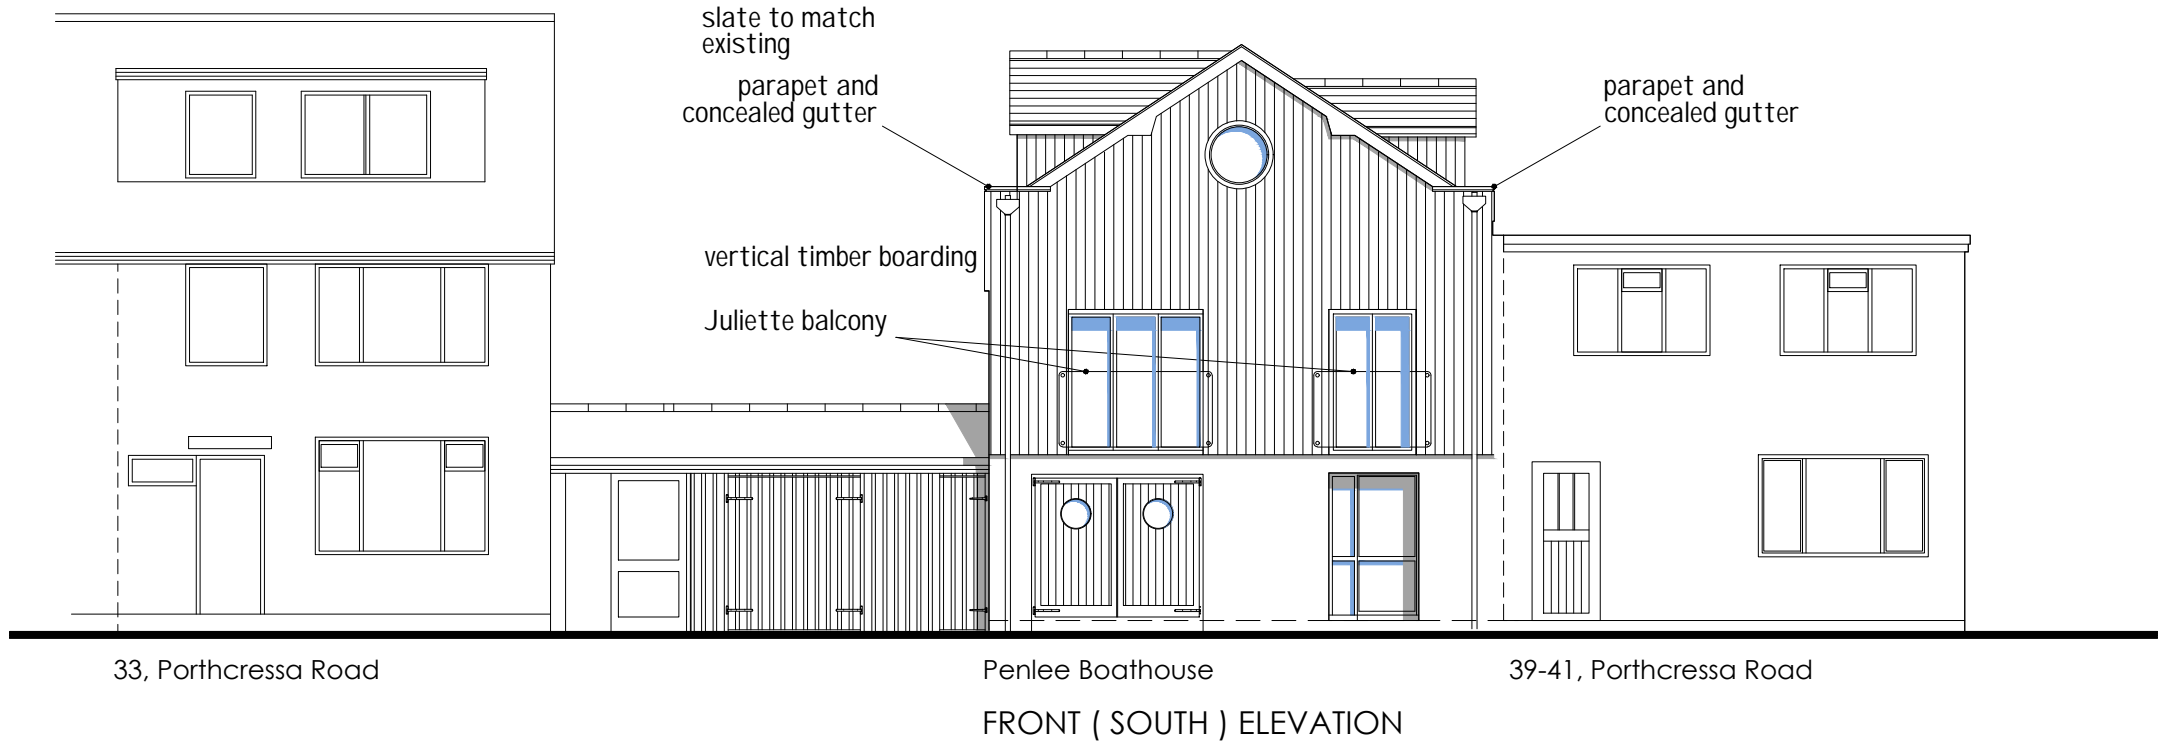 slate to match
existing
parapet and
concealed gutter
parapet and
concealed gutter
vertical timber boarding
Juliette balcony
33, Porthcressa Road
Penlee Boathouse
39-41, Porthcressa Road
FRONT ( SOUTH ) ELEVATION